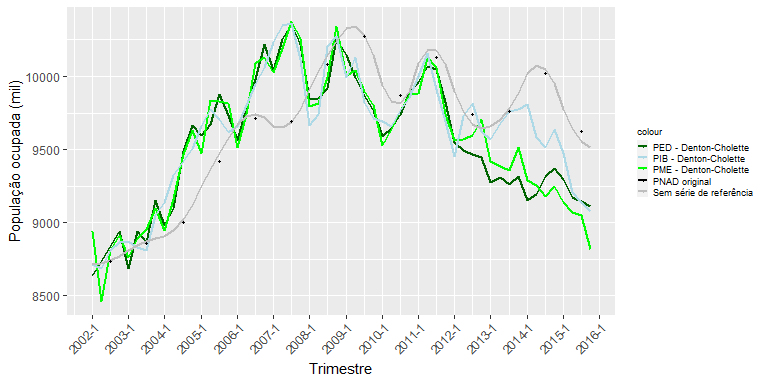 População ocupada (mil)
10000
9500
9000
8500
2002-1
2003-1
2004-1
2005-1
2006-1
2007-1
2008-1
2009-1
2010-1
2011-1
2012-1
2013-1
2014-1
2015-1
2016-1
Trimestre
colour
PED - Denton-Cholette
PIB - Denton-Cholette
PME - Denton-Cholette
PNAD original
Sem série de referência